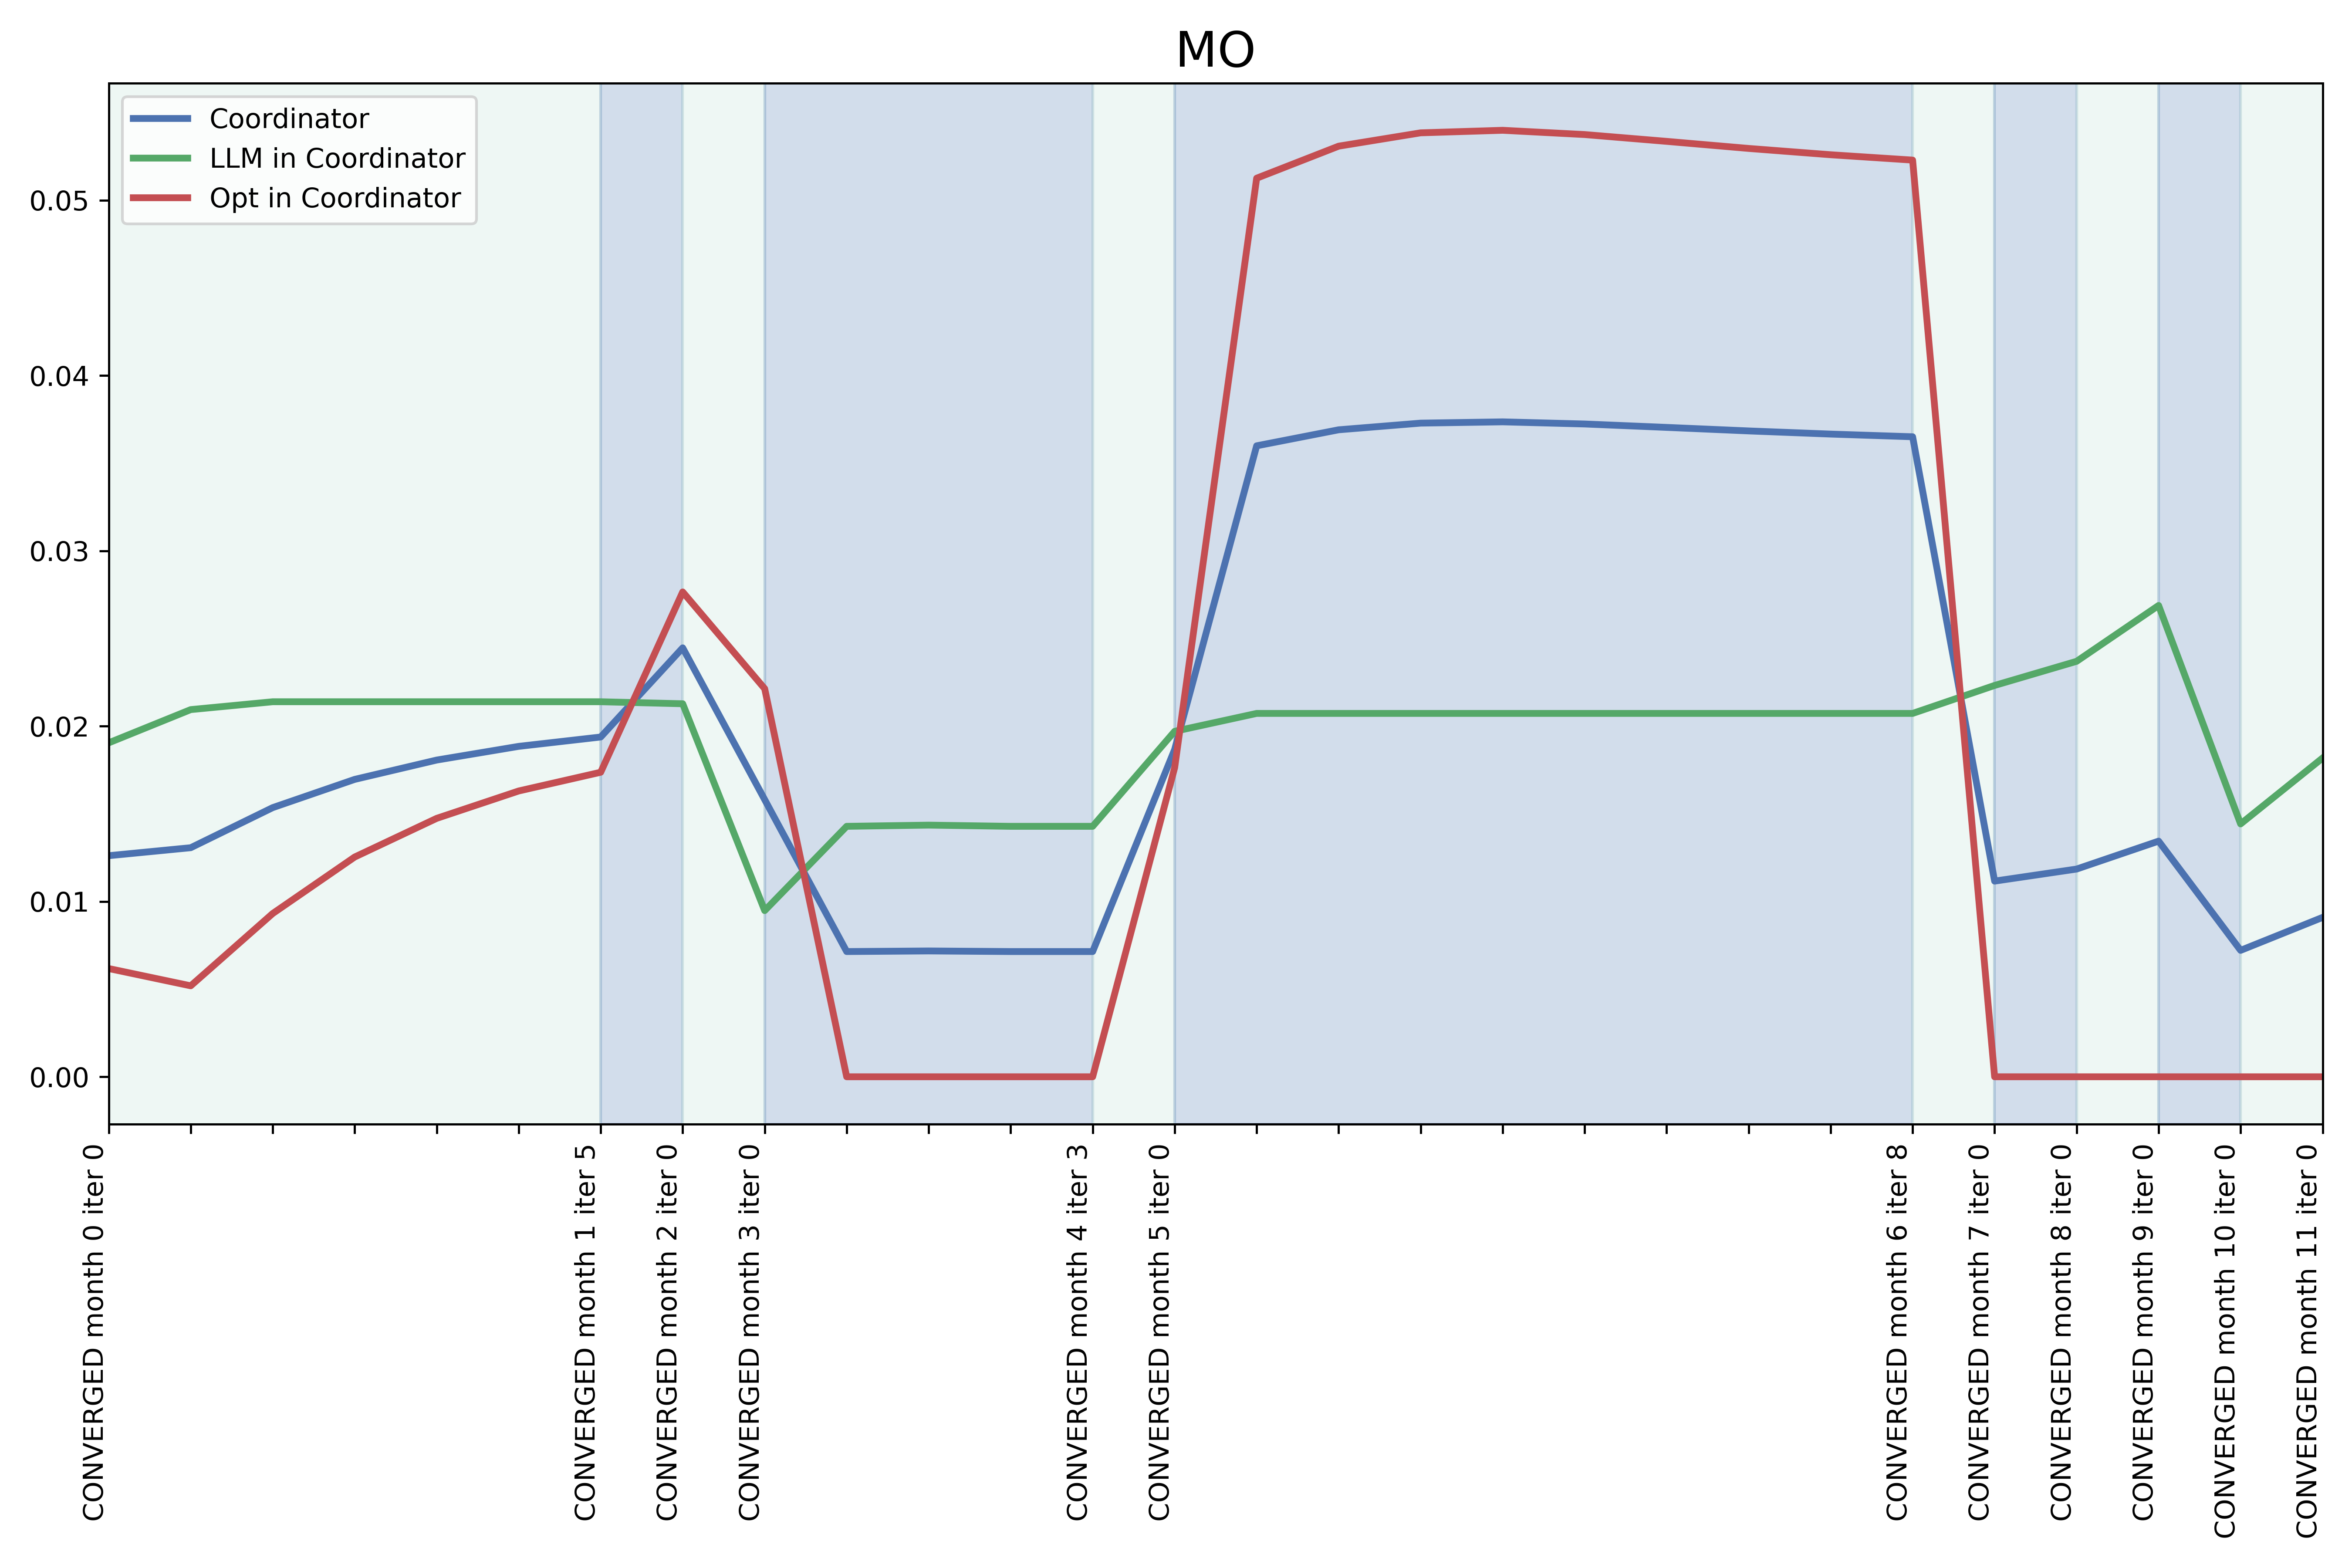 MO
Coordinator
LLM in Coordinator
Opt in Coordinator
0.05
0.04
0.03
0.02
0.01
0.00
CONVERGED month 0 iter 0
CONVERGED month 1 iter 5
CONVERGED month 2 iter 0
CONVERGED month 3 iter 0
CONVERGED month 4 iter 3
CONVERGED month 5 iter 0
CONVERGED month 6 iter 8
CONVERGED month 7 iter 0
CONVERGED month 8 iter 0
CONVERGED month 9 iter 0
CONVERGED month 10 iter 0
CONVERGED month 11 iter 0